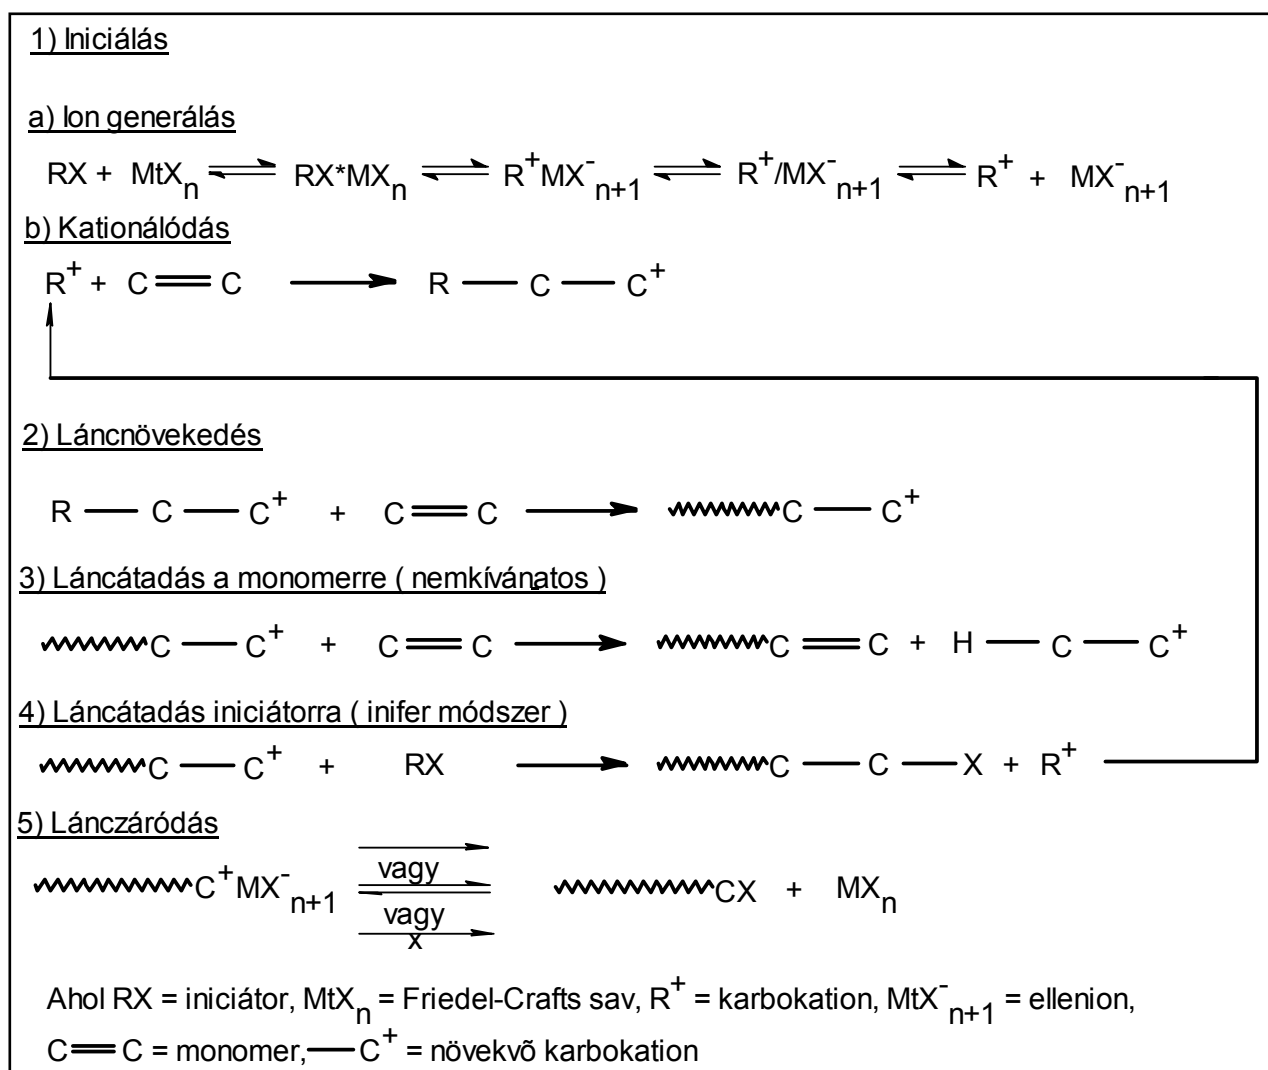 1) Iniciálás
a) Ion generálás
RX + MtXₙ ⇌ RX*MXₙ ⇌ R⁺MX⁻ₙ₊₁ ⇌ R⁺/MX⁻ₙ₊₁ ⇌ R⁺ + MX⁻ₙ₊₁
b) Kationálódás
R⁺ + C═C ⟶ R — C — C⁺
2) Láncnövekedés
R — C — C⁺ + C═C ⟶ C — C⁺
3) Láncátadás a monomerre ( nemkívánatos )
C — C⁺ + C═C ⟶ C═C + H — C — C⁺
4) Láncátadás iniciátorra ( inifer módszer )
C — C⁺ + RX ⟶ C — C — X + R⁺
5) Lánczáródás
vagy
C⁺MX⁻ₙ₊₁ ⇌ CX + MXₙ
vagy
x
Ahol RX = iniciátor, MtXₙ = Friedel-Crafts sav, R⁺ = karbokation, MtX⁻ₙ₊₁ = ellenion,
C═C = monomer, — C⁺ = növekvõ karbokation